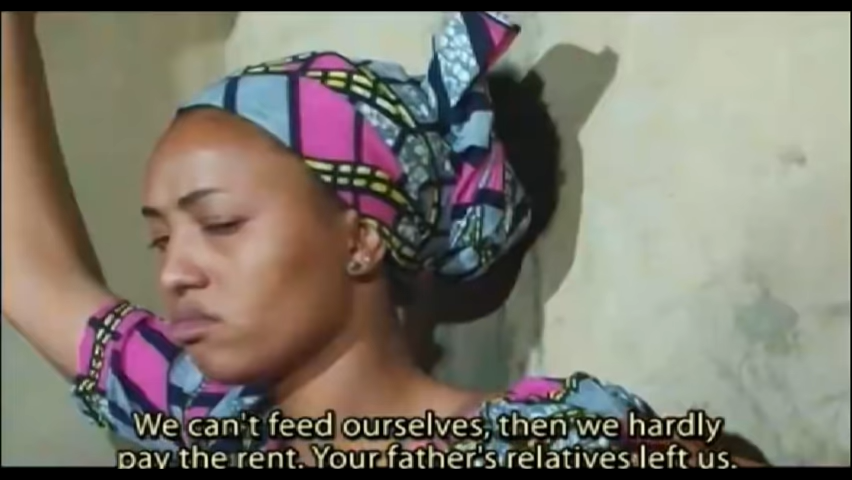 We can't feed ourselves, then we hardly
pay the rent. Your father's relatives left us.